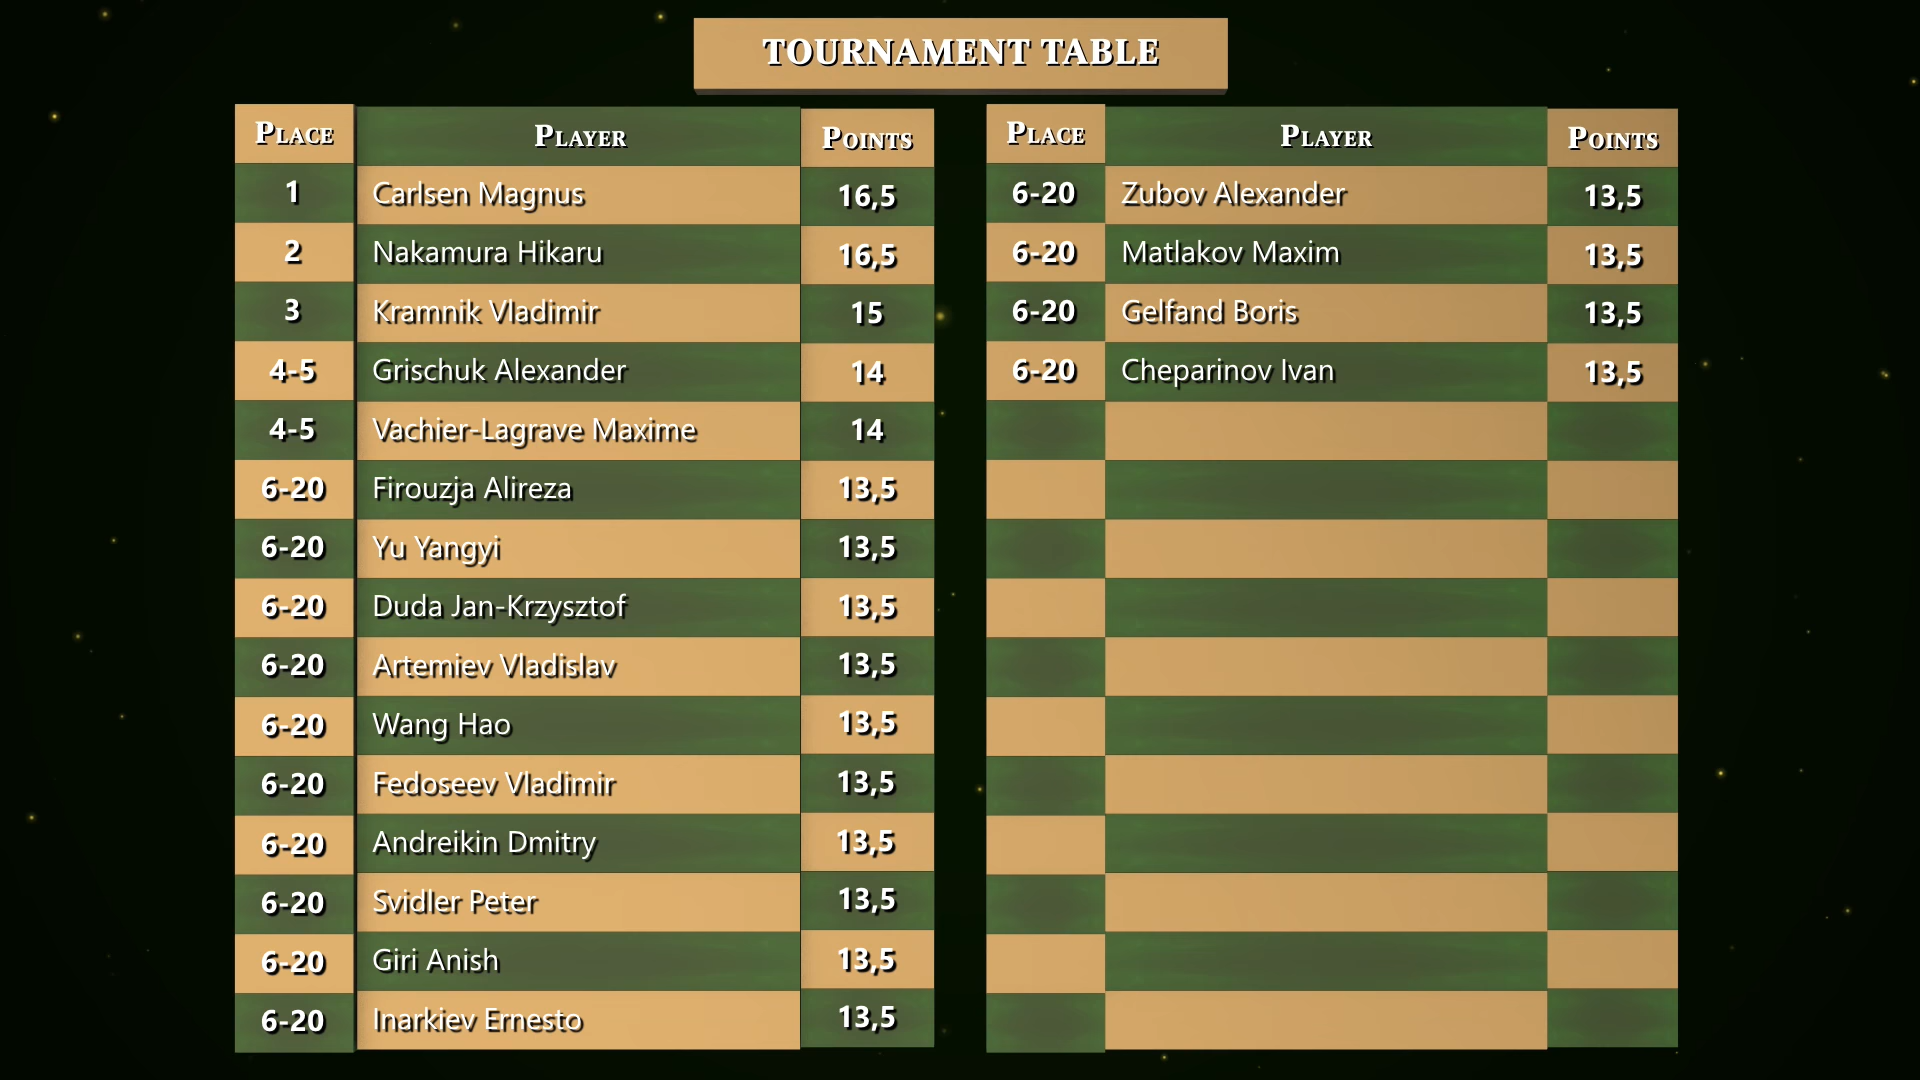 TOURNAMENT TABLE
Place Player Points
1 Carlsen Magnus 16,5
2 Nakamura Hikaru 16,5
3 Kramnik Vladimir 15
4-5 Grischuk Alexander 14
4-5 Vachier-Lagrave Maxime 14
6-20 Firouzja Alireza 13,5
6-20 Yu Yangyi 13,5
6-20 Duda Jan-Krzysztof 13,5
6-20 Artemiev Vladislav 13,5
6-20 Wang Hao 13,5
6-20 Fedoseev Vladimir 13,5
6-20 Andreikin Dmitry 13,5
6-20 Svidler Peter 13,5
6-20 Giri Anish 13,5
6-20 Inarkiev Ernesto 13,5
Place Player Points
6-20 Zubov Alexander 13,5
6-20 Matlakov Maxim 13,5
6-20 Gelfand Boris 13,5
6-20 Cheparinov Ivan 13,5